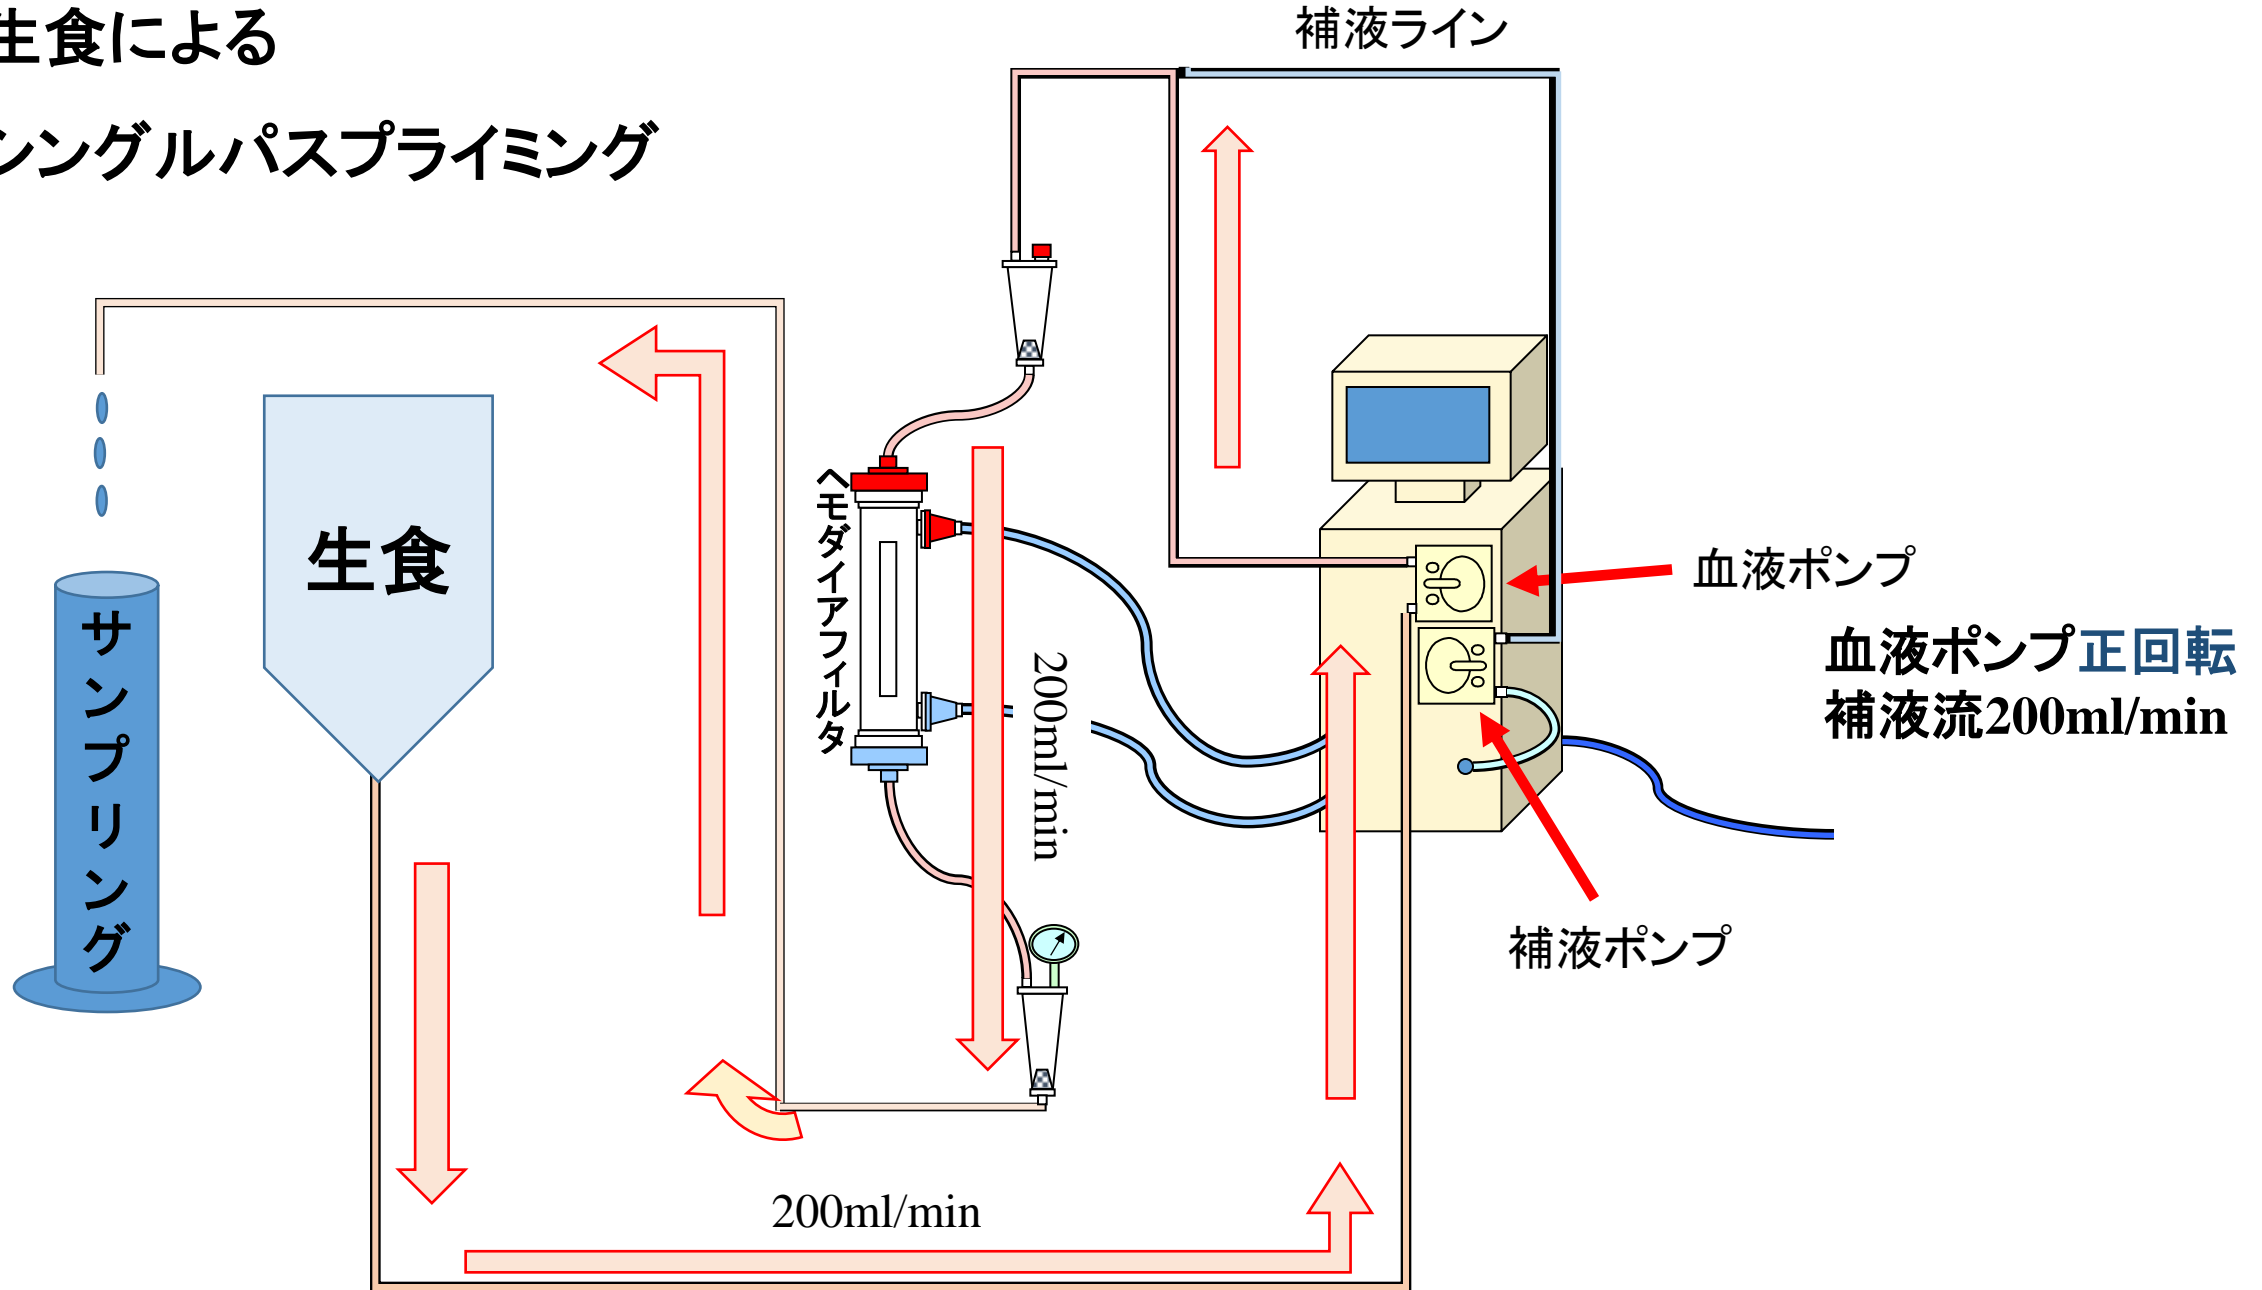 生食による
シングルパスプライミング
補液ライン
生食
サンプリング
ヘモダイアフィルタ
200ml/min
血液ポンプ
血液ポンプ正回転
補液流200ml/min
補液ポンプ
200ml/min